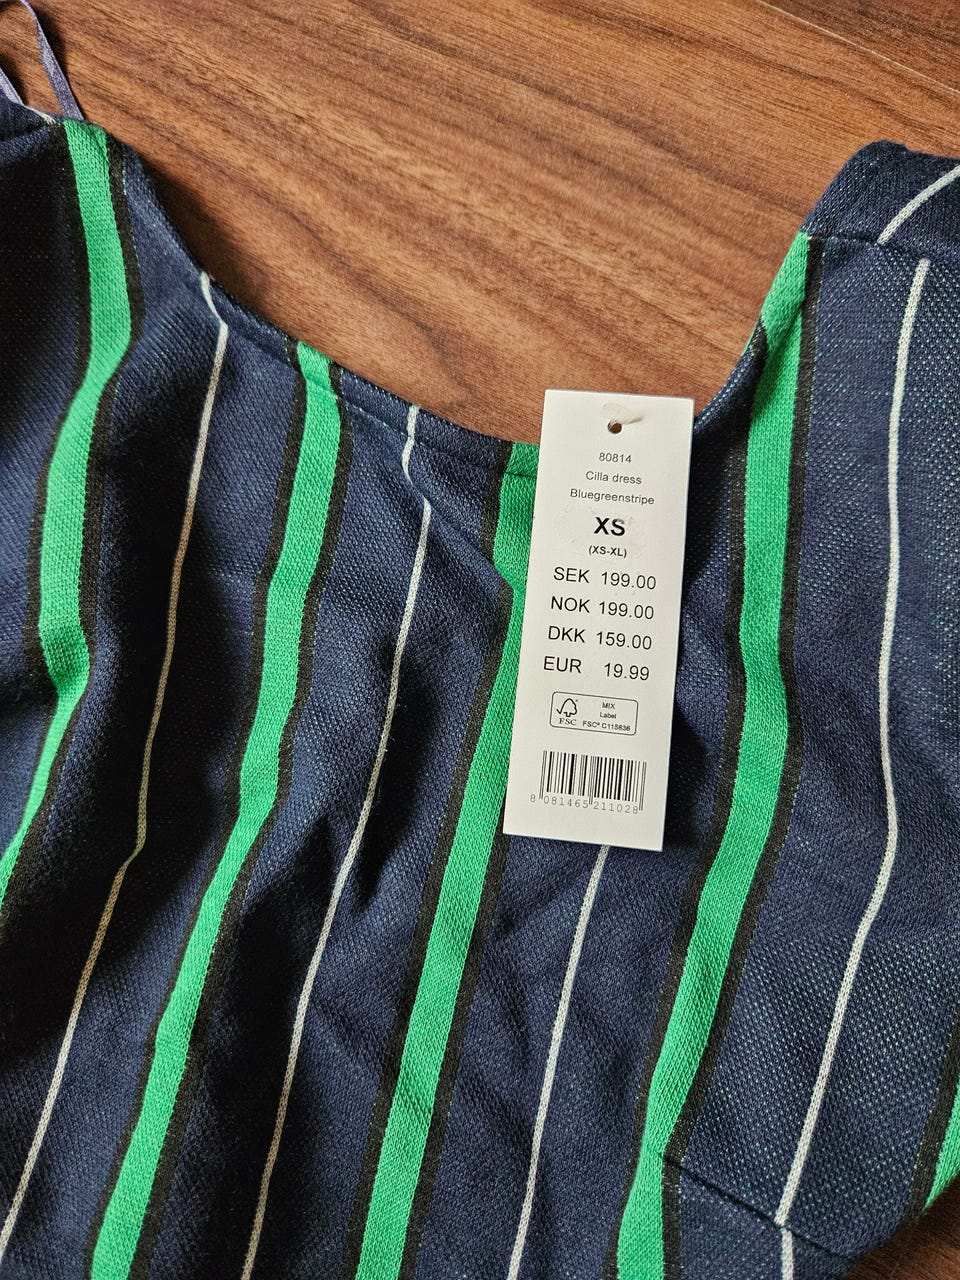 80814
Cilla dress
Bluegreenstripe
XS
(XS-XL)
SEK 199.00
NOK 199.00
DKK 159.00
EUR 19.99
FSC
MIX
Label
FSC® C115636
8 081465 211028